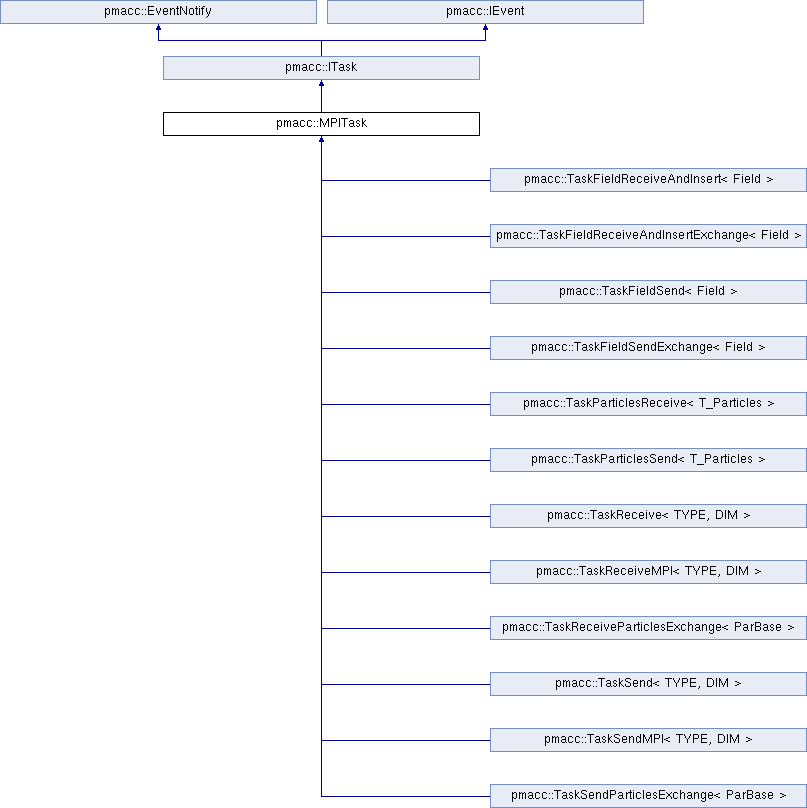 pmacc::EventNotify
pmacc::IEvent
pmacc::ITask
pmacc::MPITask
pmacc::TaskFieldReceiveAndInsert< Field >
pmacc::TaskFieldReceiveAndInsertExchange< Field >
pmacc::TaskFieldSend< Field >
pmacc::TaskFieldSendExchange< Field >
pmacc::TaskParticlesReceive< T_Particles >
pmacc::TaskParticlesSend< T_Particles >
pmacc::TaskReceive< TYPE, DIM >
pmacc::TaskReceiveMPI< TYPE, DIM >
pmacc::TaskReceiveParticlesExchange< ParBase >
pmacc::TaskSend< TYPE, DIM >
pmacc::TaskSendMPI< TYPE, DIM >
pmacc::TaskSendParticlesExchange< ParBase >